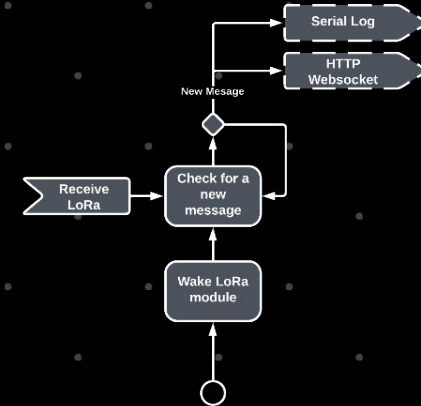 Serial Log
HTTP
Websocket
New Mesage
Check for a
new
message
Receive
LoRa
Wake LoRa
module